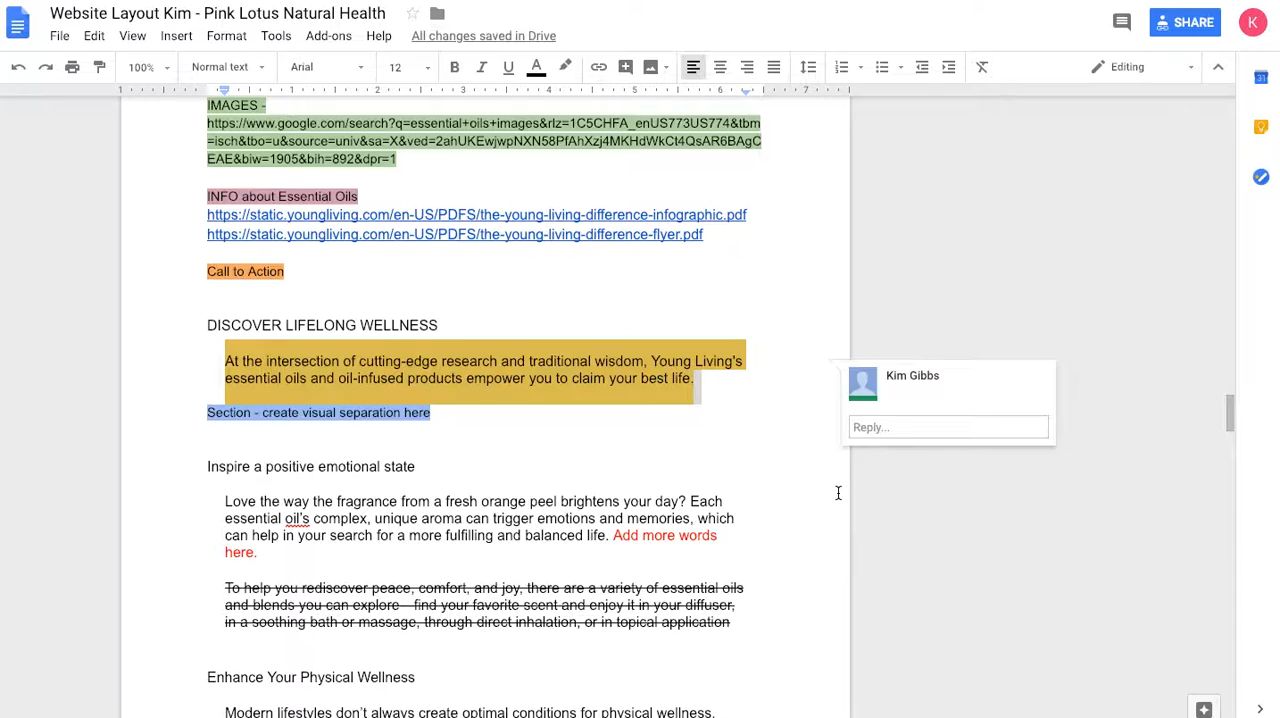 Website Layout Kim - Pink Lotus Natural Health
File Edit View Insert Format Tools Add-ons Help All changes saved in Drive
SHARE
K
100% Normal text Arial 12 Editing
1 1 2 3 4 5 6 7
31
IMAGES -
https://www.google.com/search?q=essential+oils+images&rlz=1C5CHFA_enUS773US774&tbm
=isch&tbo=u&source=univ&sa=X&ved=2ahUKEwjwpNXN58PfAhXzj4MKHdWkCt4QsAR6BAgC
EAE&biw=1905&bih=892&dpr=1
INFO about Essential Oils
https://static.youngliving.com/en-US/PDFS/the-young-living-difference-infographic.pdf
https://static.youngliving.com/en-US/PDFS/the-young-living-difference-flyer.pdf
Call to Action
DISCOVER LIFELONG WELLNESS
At the intersection of cutting-edge research and traditional wisdom, Young Living's
essential oils and oil-infused products empower you to claim your best life.
Kim Gibbs
Reply...
Section - create visual separation here
Inspire a positive emotional state
Love the way the fragrance from a fresh orange peel brightens your day? Each
essential oil's complex, unique aroma can trigger emotions and memories, which
can help in your search for a more fulfilling and balanced life. Add more words
here.
To help you rediscover peace, comfort, and joy, there are a variety of essential oils
and blends you can explore—find your favorite scent and enjoy it in your diffuser,
in a soothing bath or massage, through direct inhalation, or in topical application
Enhance Your Physical Wellness
Modern lifestyles don't always create optimal conditions for physical wellness.